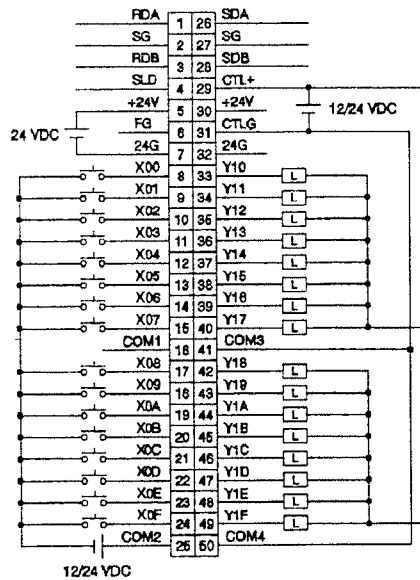 RDA 1 26 SDA
SG 2 27 SG
RDB 3 28 SDB
SLD 4 29 CTL+
+24V 5 30 +24V 12/24 VDC
24 VDC FG 6 31 CTLG
24G 7 32 24G
X00 8 33 Y10 L
X01 9 34 Y11 L
X02 10 35 Y12 L
X03 11 36 Y13 L
X04 12 37 Y14 L
X05 13 38 Y15 L
X06 14 39 Y16 L
X07 15 40 Y17 L
COM1 16 41 COM3
X08 17 42 Y18 L
X09 18 43 Y19 L
X0A 19 44 Y1A L
X0B 20 45 Y1B L
X0C 21 46 Y1C L
X0D 22 47 Y1D L
X0E 23 48 Y1E L
X0F 24 49 Y1F L
COM2 25 50 COM4
12/24 VDC